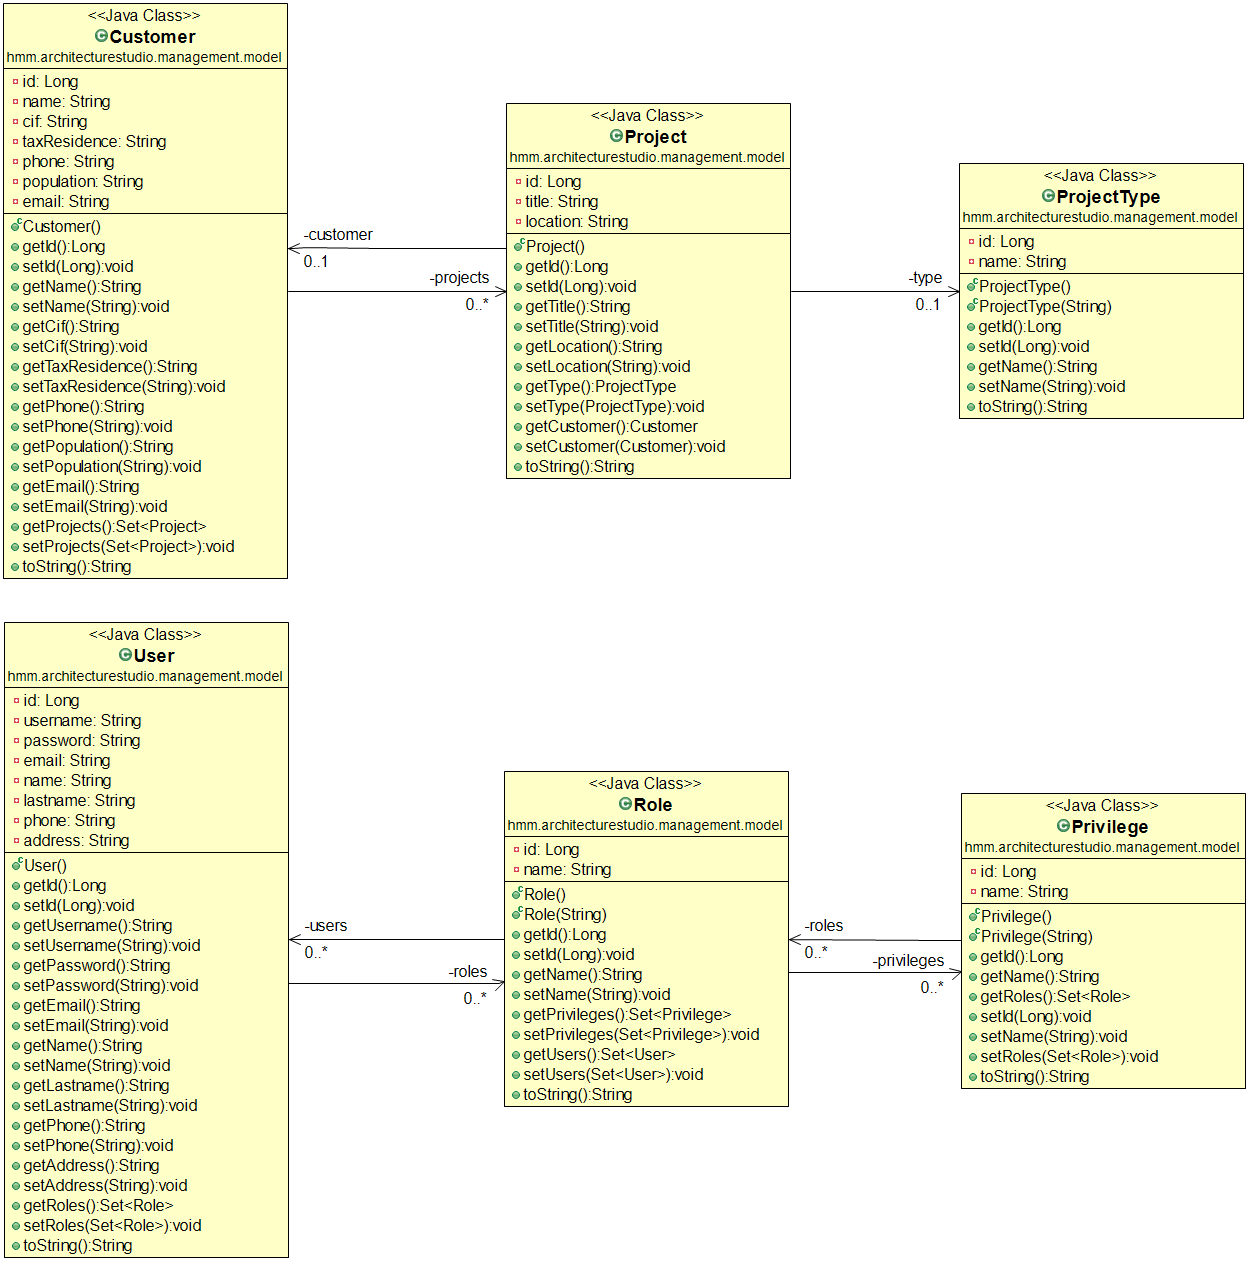 <<Java Class>>
Customer
hmm.architecturestudio.management.model
id: Long
name: String
cif: String
taxResidence: String
phone: String
population: String
email: String
Customer()
getId():Long
setId(Long):void
getName():String
setName(String):void
getCif():String
setCif(String):void
getTaxResidence():String
setTaxResidence(String):void
getPhone():String
setPhone(String):void
getPopulation():String
setPopulation(String):void
getEmail():String
setEmail(String):void
getProjects():Set<Project>
setProjects(Set<Project>):void
toString():String
-customer
0..1
-projects
0..*
<<Java Class>>
Project
hmm.architecturestudio.management.model
id: Long
title: String
location: String
Project()
getId():Long
setId(Long):void
getTitle():String
setTitle(String):void
getLocation():String
setLocation(String):void
getType():ProjectType
setType(ProjectType):void
getCustomer():Customer
setCustomer(Customer):void
toString():String
-type
0..1
<<Java Class>>
ProjectType
hmm.architecturestudio.management.model
id: Long
name: String
ProjectType()
ProjectType(String)
getId():Long
setId(Long):void
getName():String
setName(String):void
toString():String
<<Java Class>>
User
hmm.architecturestudio.management.model
id: Long
username: String
password: String
email: String
name: String
lastname: String
phone: String
address: String
User()
getId():Long
setId(Long):void
getUsername():String
setUsername(String):void
getPassword():String
setPassword(String):void
getEmail():String
setEmail(String):void
getName():String
setName(String):void
getLastname():String
setLastname(String):void
getPhone():String
setPhone(String):void
getAddress():String
setAddress(String):void
getRoles():Set<Role>
setRoles(Set<Role>):void
toString():String
-users
0..*
-roles
0..*
<<Java Class>>
Role
hmm.architecturestudio.management.model
id: Long
name: String
Role()
Role(String)
getId():Long
setId(Long):void
getName():String
setName(String):void
getPrivileges():Set<Privilege>
setPrivileges(Set<Privilege>):void
getUsers():Set<User>
setUsers(Set<User>):void
toString():String
-roles
0..*
-privileges
0..*
<<Java Class>>
Privilege
hmm.architecturestudio.management.model
id: Long
name: String
Privilege()
Privilege(String)
getId():Long
getName():String
getRoles():Set<Role>
setId(Long):void
setName(String):void
setRoles(Set<Role>):void
toString():String